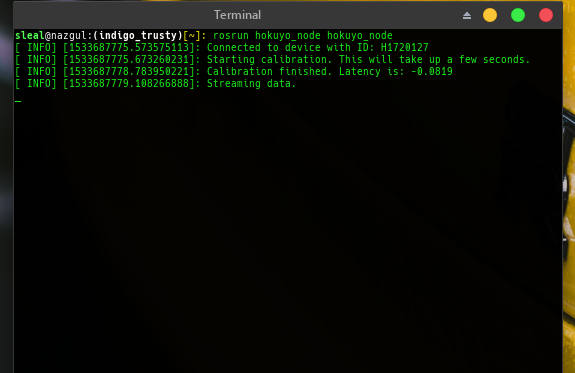 Terminal
sleal@nazgul:(indigo_trusty)[~]: rosrun hokuyo_node hokuyo_node
[ INFO] [1533687775.573575113]: Connected to device with ID: H1720127
[ INFO] [1533687775.673260231]: Starting calibration. This will take up a few seconds.
[ INFO] [1533687778.783950221]: Calibration finished. Latency is: -0.0819
[ INFO] [1533687779.108266888]: Streaming data.